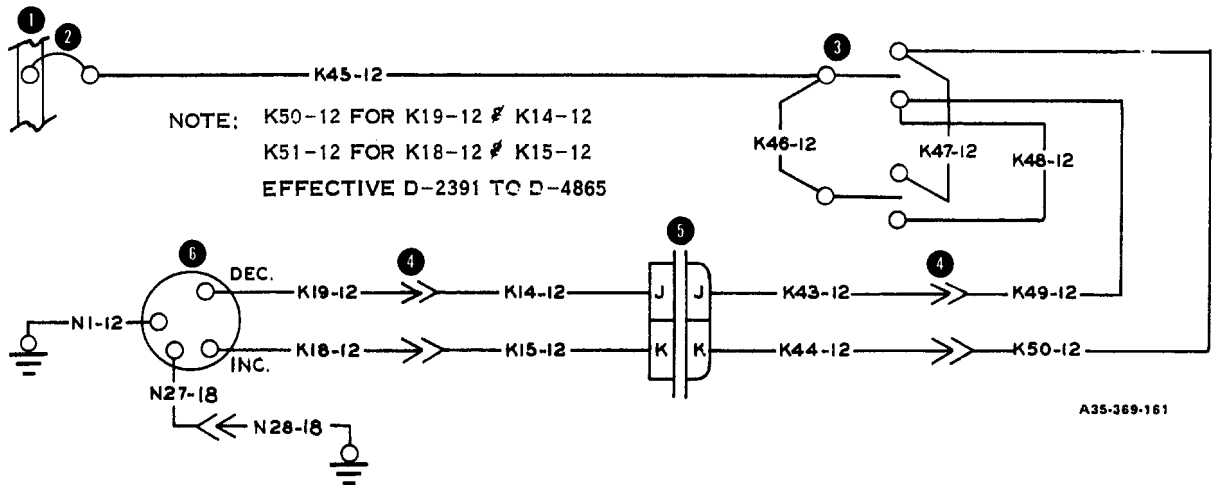 1
2
3
K45-12
NOTE: K50-12 FOR K19-12 & K14-12
K51-12 FOR K18-12 & K15-12
EFFECTIVE D-2391 TO D-4865
K46-12
K47-12
K48-12
6
4
5
4
DEC.
K19-12
K14-12
J
J
K43-12
K49-12
N1-12
INC.
K18-12
K15-12
K
K
K44-12
K50-12
N27-18
N28-18
A35-369-161